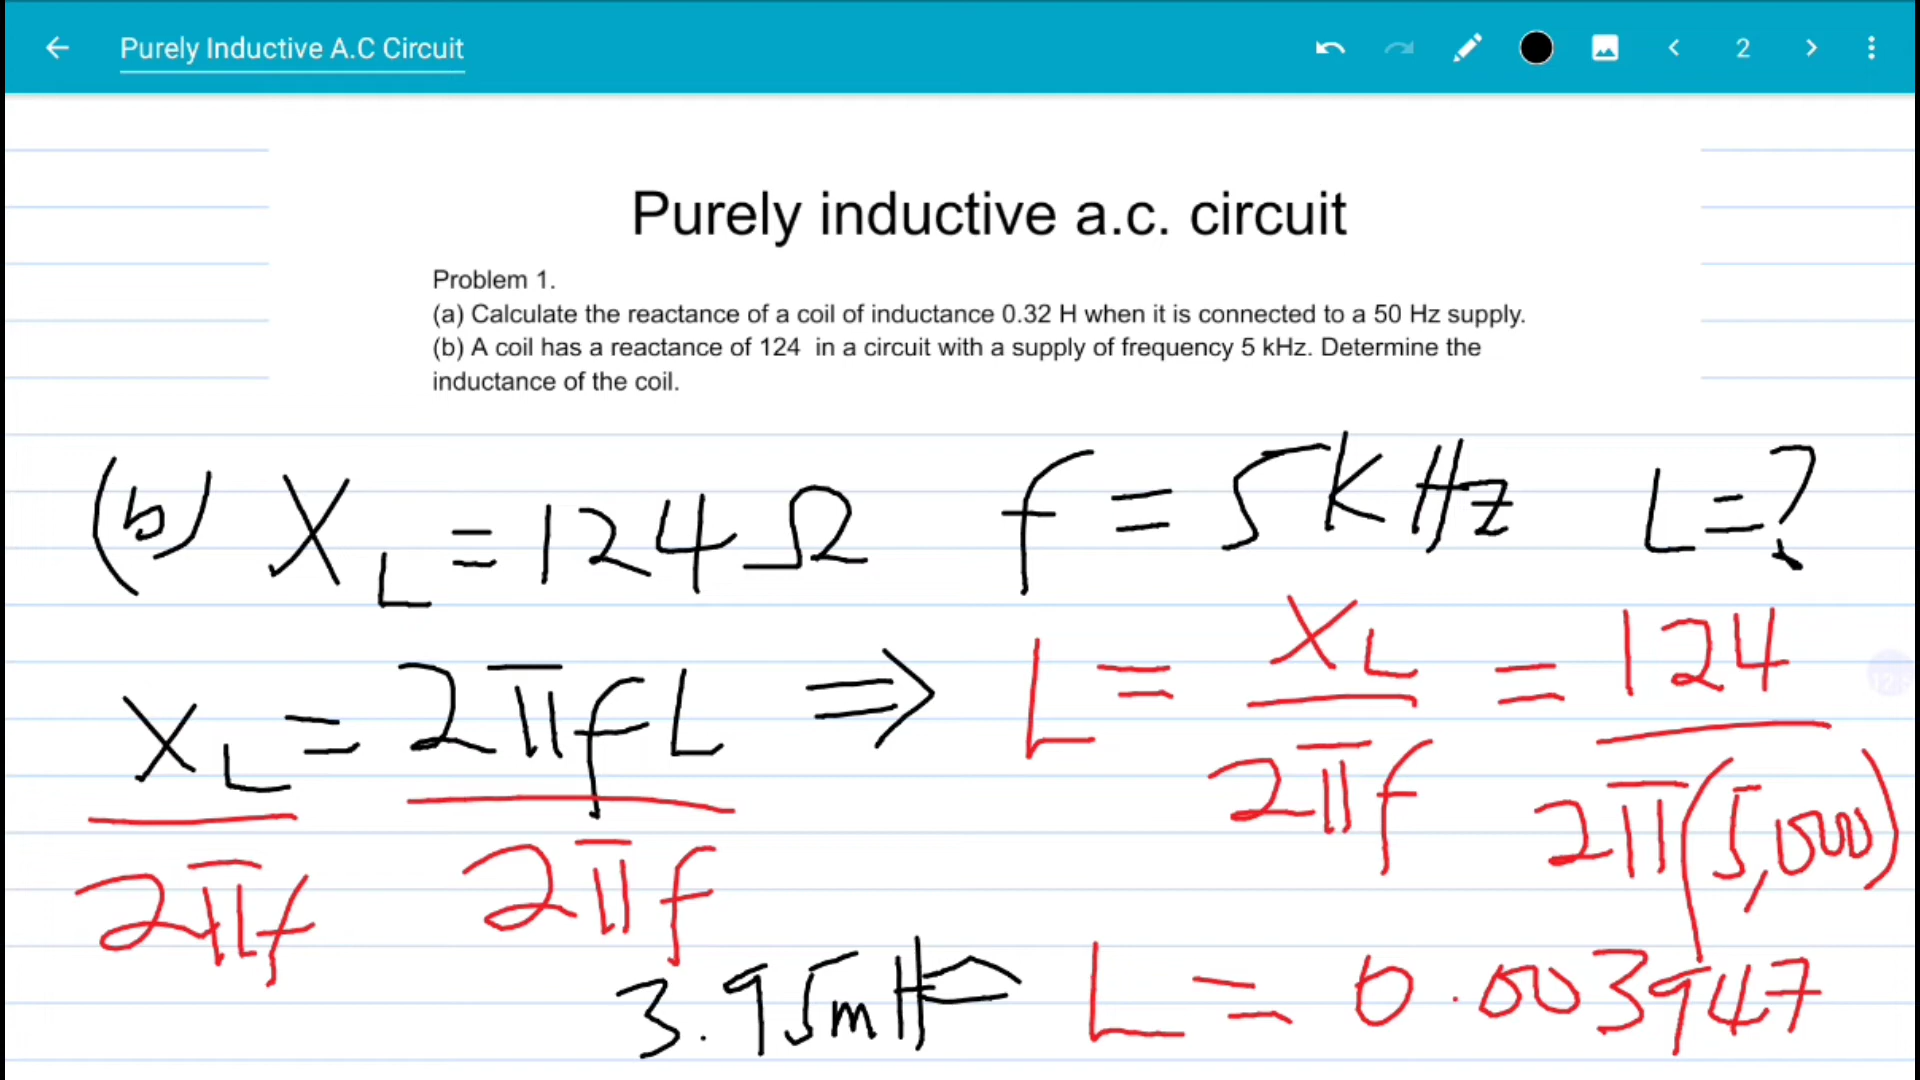 Purely Inductive A.C Circuit
2
Purely inductive a.c. circuit
Problem 1.
(a) Calculate the reactance of a coil of inductance 0.32 H when it is connected to a 50 Hz supply.
(b) A coil has a reactance of 124 in a circuit with a supply of frequency 5 kHz. Determine the
inductance of the coil.
(b) X_L = 124 Ω f = 5 kHz L = ?
X_L / 2πf = 2πfL / 2πf ⇒ L = X_L / 2πf = 124 / 2π(5,000)
3.95mH ⇐ L = 0.003947